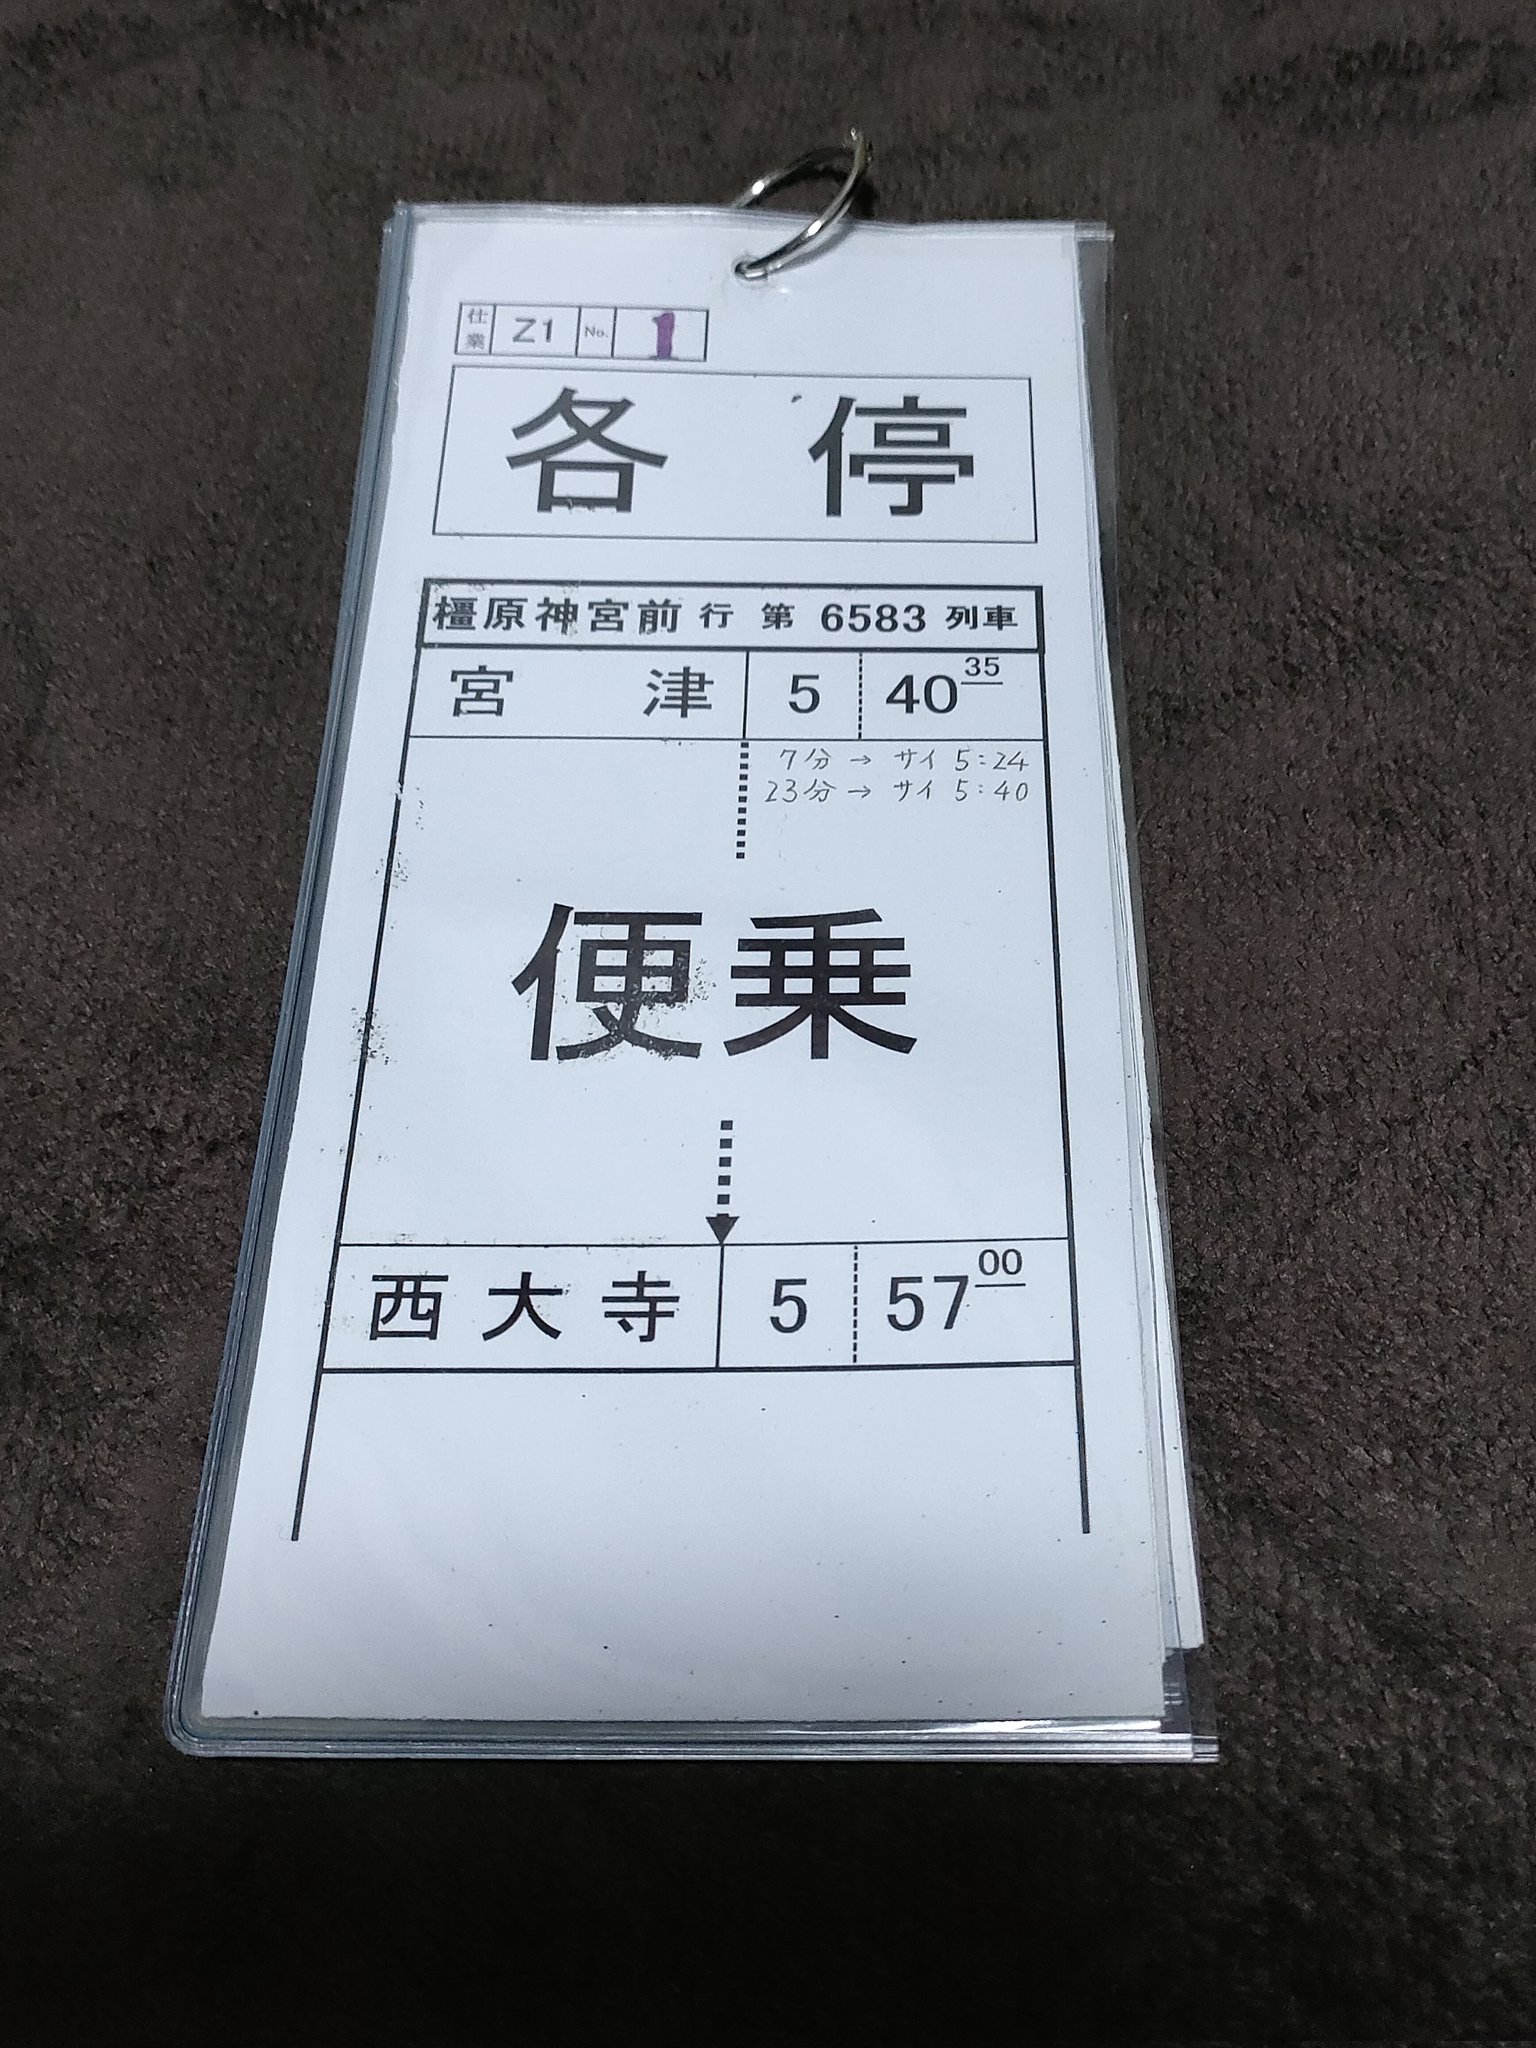 仕業 Z1 No. 1
各 停
橿原神宮前 行 第 6583 列車
宮 津 5 40 35
7分 → サイ 5:24
23分 → サイ 5:40
便乗
西 大 寺 5 57 00